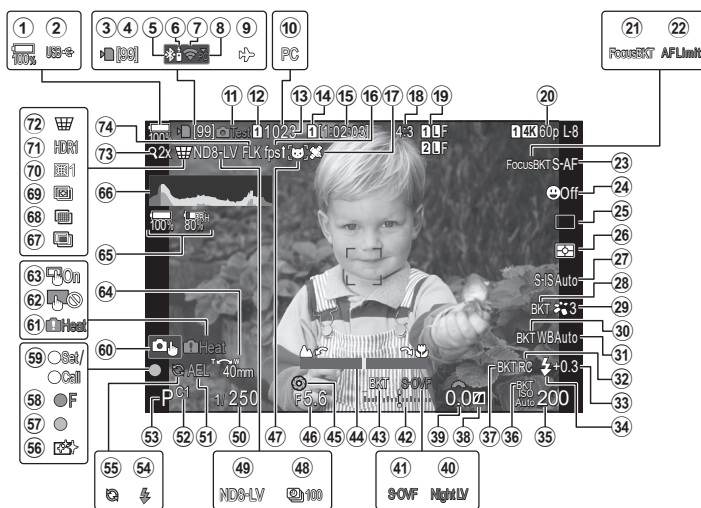 1 2 3 4 5 6 7 8 9 10 21 22
100% USB [99] PC FocusBKT AFLimit
11 12 13 14 15 16 17 18 19 20
74 72 71 70 69 68 67 73 66
HDR1
100% [99] Test 1 1023 1 [1:02:03] 4:3 1 L F 1 4K 60p L-8
2x ND8-LV FLK fps [ ] 2 L F
FocusBKT S-AF 23
Off 24
25
100% 80% 26
65 S-IS Auto 27
63 On 64 28
62 BKT 3 29
61 Heat 30
BKT WB Auto 31
59 Set/ Call 60 Heat T W 40mm 32
AEL BKT S-OVF BKT RC +0.3 33
58 F P C1 1/ 250 F 5.6 0.0 BKT ISO Auto 200 34
57 53 52 51 50 47 46 45 44 43 42 39 38 37 36 35
56
55 54 49 48 41 40
ND8-LV 100 S-OVF Night LV